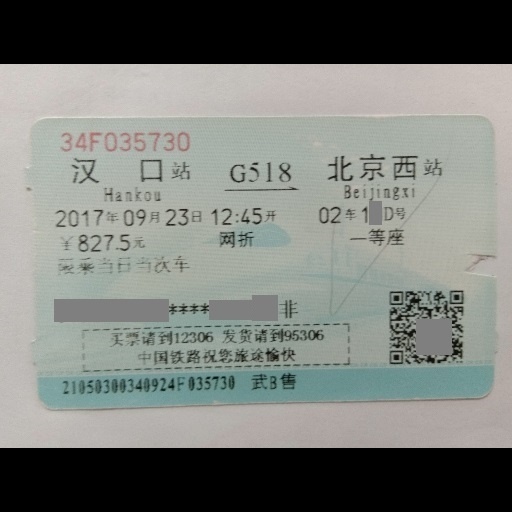 34F035730
汉 口 站 G518 北京西 站
Hankou Beijingxi
2017年09月23日 12:45开 02车1 D号
￥827.5元 网折 一等座
限乘当日当次车
**** 非
买票请到12306 发货请到95306
中国铁路祝您旅途愉快
21050300340924F035730 武B售